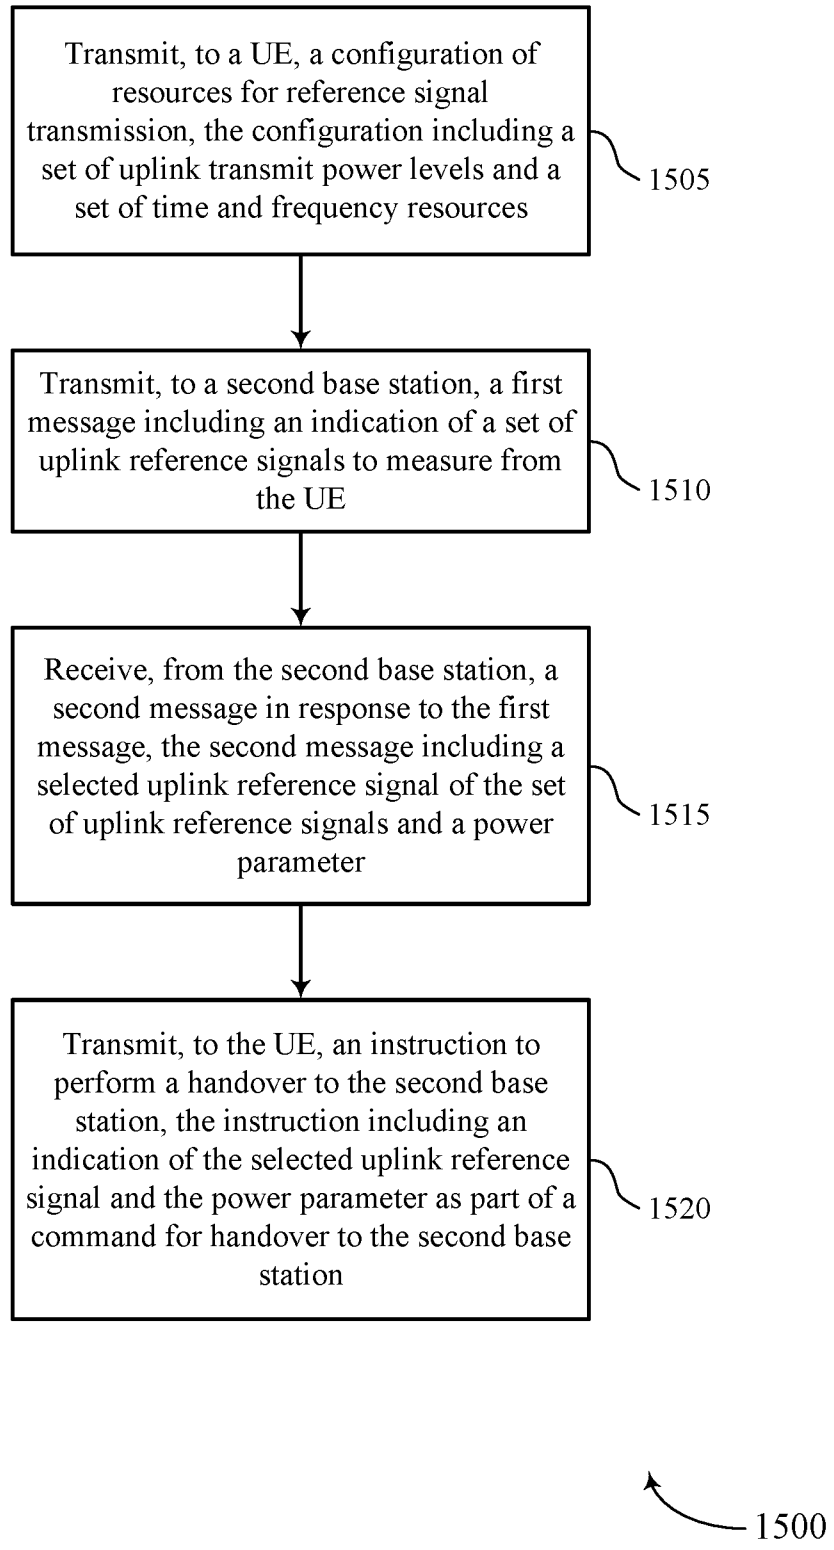 Transmit, to a UE, a configuration of
resources for reference signal
transmission, the configuration including a
set of uplink transmit power levels and a
set of time and frequency resources
1505
Transmit, to a second base station, a first
message including an indication of a set of
uplink reference signals to measure from
the UE
1510
Receive, from the second base station, a
second message in response to the first
message, the second message including a
selected uplink reference signal of the set
of uplink reference signals and a power
parameter
1515
Transmit, to the UE, an instruction to
perform a handover to the second base
station, the instruction including an
indication of the selected uplink reference
signal and the power parameter as part of a
command for handover to the second base
station
1520
1500